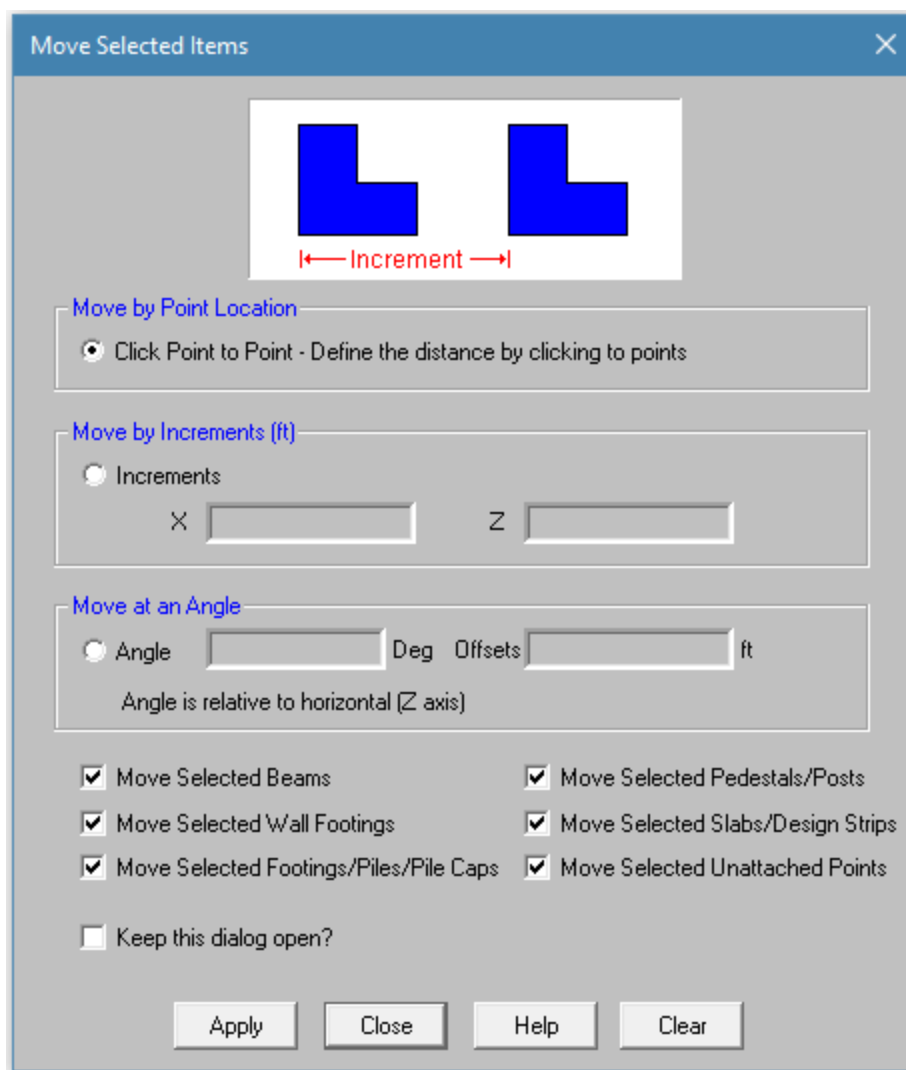 Move Selected Items
Increment
Move by Point Location
Click Point to Point - Define the distance by clicking to points
Move by Increments (ft)
Increments
X Z
Move at an Angle
Angle Deg Offsets ft
Angle is relative to horizontal (Z axis)
Move Selected Beams Move Selected Pedestals/Posts
Move Selected Wall Footings Move Selected Slabs/Design Strips
Move Selected Footings/Piles/Pile Caps Move Selected Unattached Points
Keep this dialog open?
Apply Close Help Clear